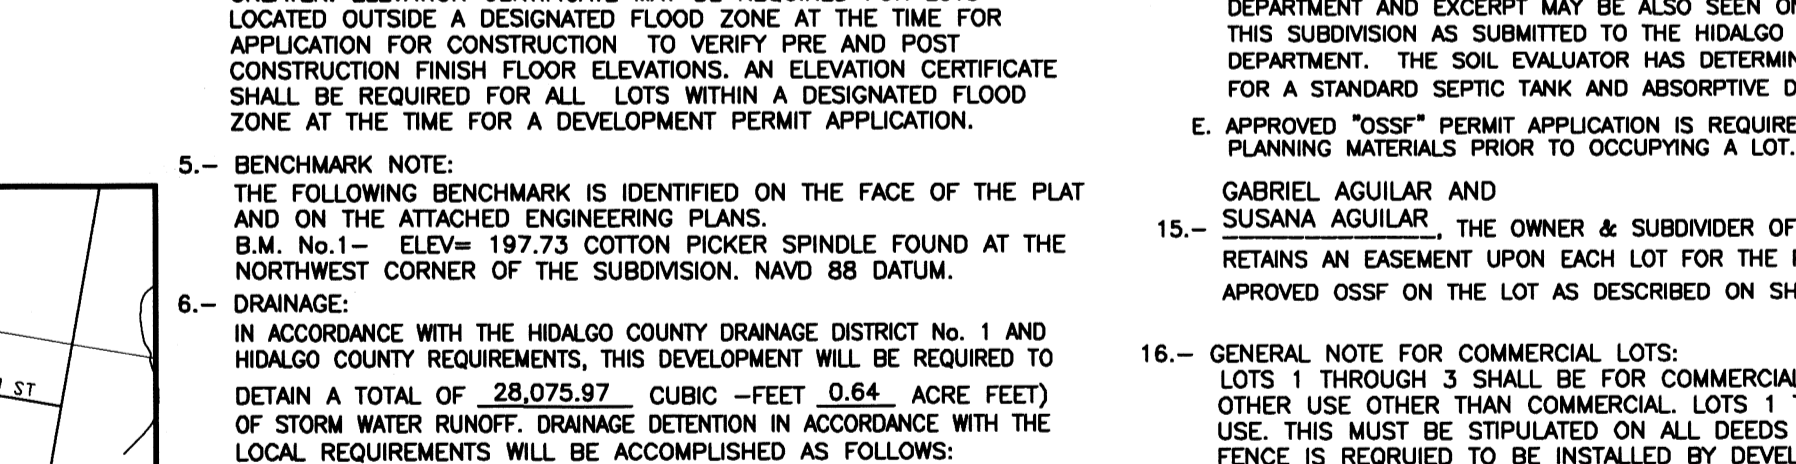 LOCATED OUTSIDE A DESIGNATED FLOOD ZONE AT THE TIME FOR
APPLICATION FOR CONSTRUCTION TO VERIFY PRE AND POST
CONSTRUCTION FINISH FLOOR ELEVATIONS. AN ELEVATION CERTIFICATE
SHALL BE REQUIRED FOR ALL LOTS WITHIN A DESIGNATED FLOOD
ZONE AT THE TIME FOR A DEVELOPMENT PERMIT APPLICATION.
5.– BENCHMARK NOTE:
THE FOLLOWING BENCHMARK IS IDENTIFIED ON THE FACE OF THE PLAT
AND ON THE ATTACHED ENGINEERING PLANS.
B.M. No.1– ELEV= 197.73 COTTON PICKER SPINDLE FOUND AT THE
NORTHWEST CORNER OF THE SUBDIVISION. NAVD 88 DATUM.
6.– DRAINAGE:
IN ACCORDANCE WITH THE HIDALGO COUNTY DRAINAGE DISTRICT No. 1 AND
HIDALGO COUNTY REQUIREMENTS, THIS DEVELOPMENT WILL BE REQUIRED TO
DETAIN A TOTAL OF 28,075.97 CUBIC –FEET 0.64 ACRE FEET)
OF STORM WATER RUNOFF. DRAINAGE DETENTION IN ACCORDANCE WITH THE
LOCAL REQUIREMENTS WILL BE ACCOMPLISHED AS FOLLOWS:
ST
DEPARTMENT AND EXCERPT MAY BE ALSO SEEN
THIS SUBDIVISION AS SUBMITTED TO THE HIDALGO
DEPARTMENT. THE SOIL EVALUATOR HAS
FOR A STANDARD SEPTIC TANK AND ABSORPTIVE
E. APPROVED "OSSF" PERMIT APPLICATION IS REQUIRE
PLANNING MATERIALS PRIOR TO OCCUPYING A LOT.
GABRIEL AGUILAR AND
15.– SUSANA AGUILAR, THE OWNER & SUBDIVIDER OF
RETAINS AN EASEMENT UPON EACH LOT FOR THE
APROVED OSSF ON THE LOT AS DESCRIBED ON
16.– GENERAL NOTE FOR COMMERCIAL LOTS:
LOTS 1 THROUGH 3 SHALL BE FOR COMMERCIAL
OTHER USE OTHER THAN COMMERCIAL. LOTS 1
USE. THIS MUST BE STIPULATED ON ALL DEEDS
FENCE IS REQRUIED TO BE INSTALLED BY